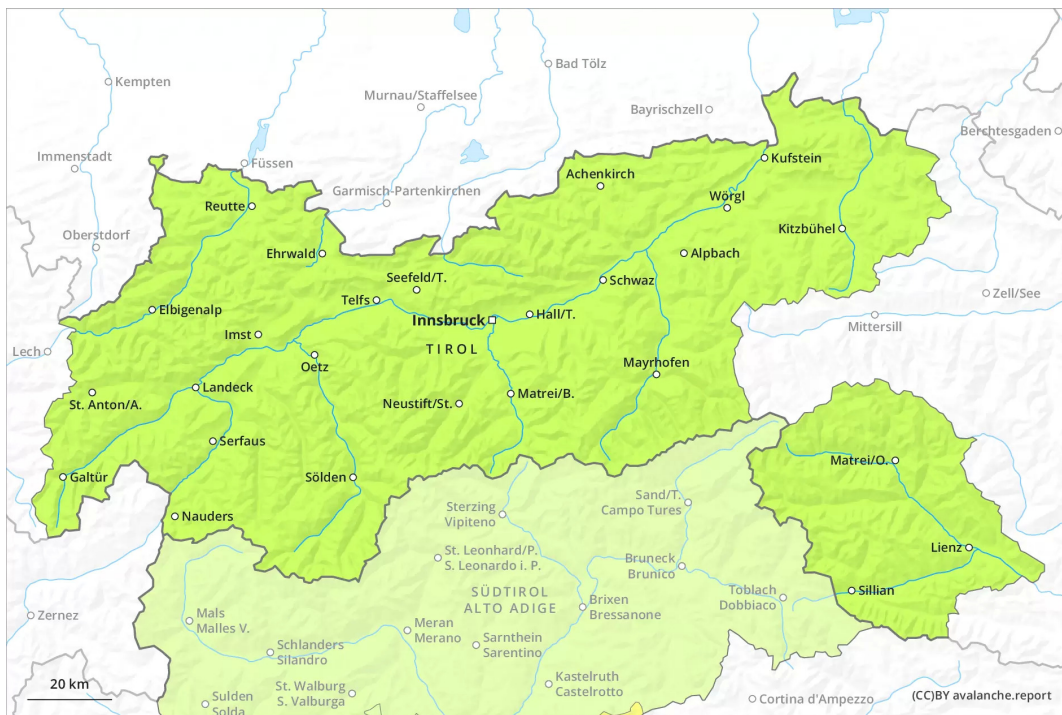 Kempten
Bad Tölz
Murnau/Staffelsee
Bayrischzell
Berchtesgaden
Immenstadt
Füssen
Kufstein
Achenkirch
Garmisch-Partenkirchen
Reutte
Wörgl
Oberstdorf
Kitzbühel
Ehrwald
Alpbach
Seefeld/T.
Schwaz
Telfs
Zell/See
Elbigenalp
Hall/T.
Innsbruck
Mittersill
Imst
TIROL
Lech
Oetz
Mayrhofen
Landeck
St. Anton/A.
Neustift/St.
Matrei/B.
Serfaus
Matrei/O.
Galtür
Sölden
Sand/T.
Campo Tures
Sterzing
Vipiteno
Nauders
Lienz
St. Leonhard/P.
S. Leonardo i. P.
Bruneck
Brunico
SÜDTIROL
ALTO ADIGE
Toblach
Dobbiaco
Sillian
Brixen
Bressanone
Zernez
Mals
Malles V.
Meran
Merano
Sarnthein
Sarentino
Schlanders
Silandro
Kastelruth
Castelrotto
20 km
St. Walburg
S. Valburga
Sulden
Solda
Cortina d'Ampezzo
(CC)BY avalanche.report